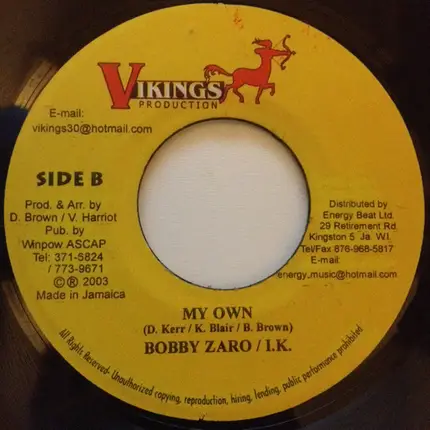 VIKINGS
PRODUCTION
E-mail:
vikings30@hotmail.com
SIDE B
Prod. & Arr. by
D. Brown / V. Harriot
Pub. by
Winpow ASCAP
Tel: 371-5824
/ 773-9671
©℗ 2003
Made in Jamaica
Distributed by
Energy Beat Ltd.
29 Retirement Rd.
Kingston 5 Ja. W.I.
Tel/Fax 876-968-5817
E-mail:
energy_music@hotmail.com
MY OWN
(D. Kerr / K. Blair / B. Brown)
BOBBY ZARO / I.K.
All Rights Reserved- Unauthorized copying, reproduction, hiring, lending, public performance prohibited.